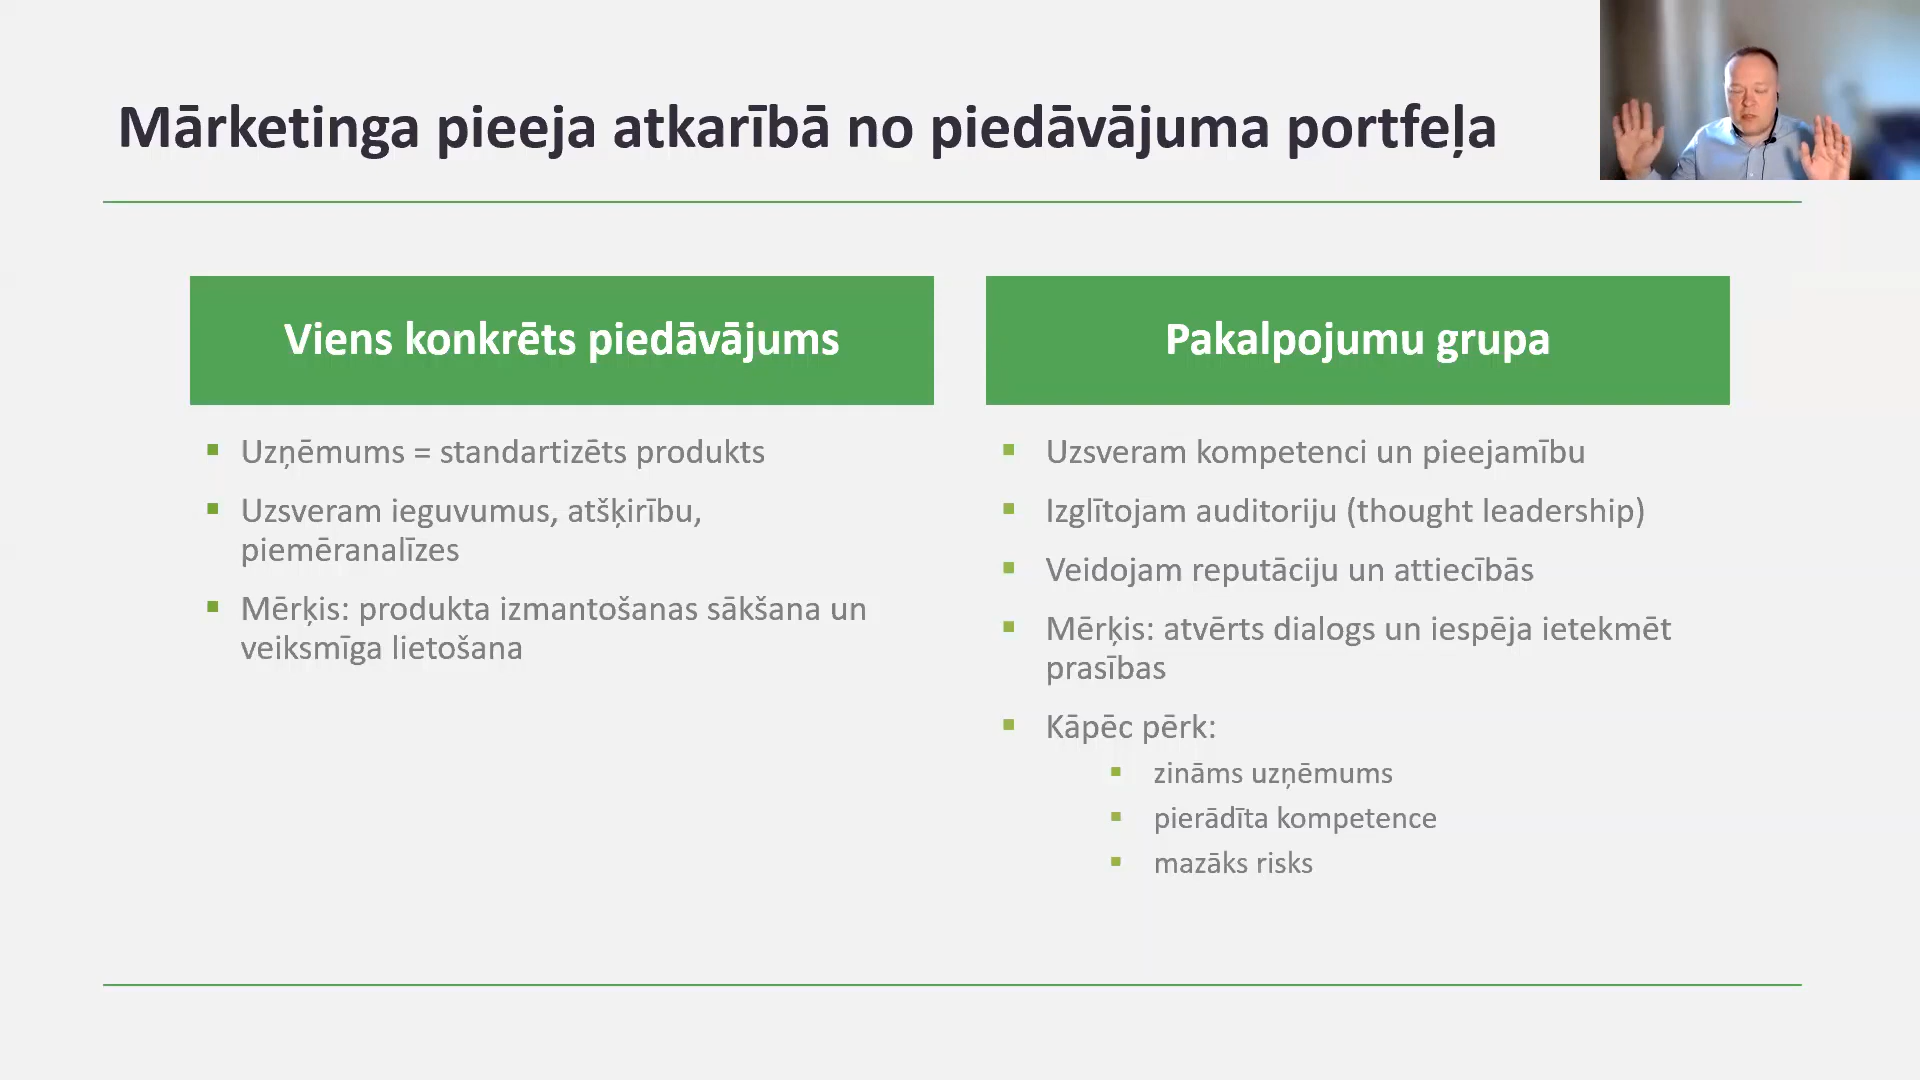 Mārketinga pieeja atkarībā no piedāvājuma portfeļa
Viens konkrēts piedāvājums
Uzņēmums = standartizēts produkts
Uzsveram ieguvumus, atšķirību,
piemēranalīzes
Mērķis: produkta izmantošanas sākšana un
veiksmīga lietošana
Pakalpojumu grupa
Uzsveram kompetenci un pieejamību
Izglītojam auditoriju (thought leadership)
Veidojam reputāciju un attiecībās
Mērķis: atvērts dialogs un iespēja ietekmēt
prasības
Kāpēc pērk:
zināms uzņēmums
pierādīta kompetence
mazāks risks